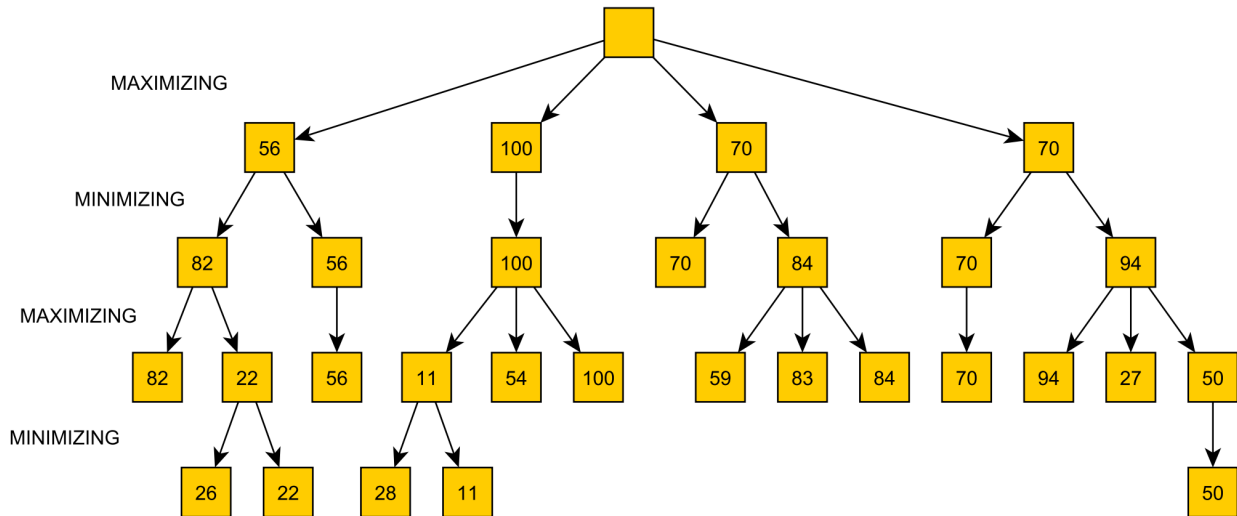 MAXIMIZING
56 100 70 70
MINIMIZING
82 56 100 70 84 70 94
MAXIMIZING
82 22 56 11 54 100 59 83 84 70 94 27 50
MINIMIZING
26 22 28 11 50